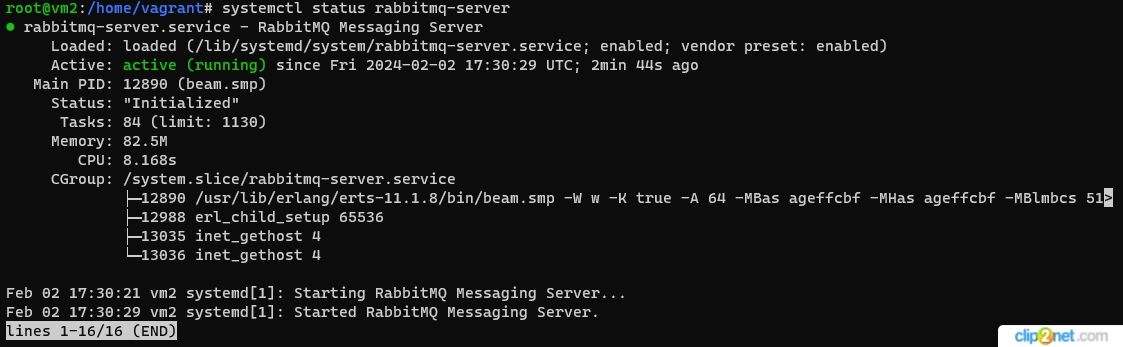 root@vm2:/home/vagrant# systemctl status rabbitmq-server
● rabbitmq-server.service - RabbitMQ Messaging Server
     Loaded: loaded (/lib/systemd/system/rabbitmq-server.service; enabled; vendor preset: enabled)
     Active: active (running) since Fri 2024-02-02 17:30:29 UTC; 2min 44s ago
   Main PID: 12890 (beam.smp)
     Status: "Initialized"
      Tasks: 84 (limit: 1130)
     Memory: 82.5M
        CPU: 8.168s
     CGroup: /system.slice/rabbitmq-server.service
             ├─12890 /usr/lib/erlang/erts-11.1.8/bin/beam.smp -W w -K true -A 64 -MBas ageffcbf -MHas ageffcbf -MBlmbcs 51>
             ├─12988 erl_child_setup 65536
             ├─13035 inet_gethost 4
             └─13036 inet_gethost 4
Feb 02 17:30:21 vm2 systemd[1]: Starting RabbitMQ Messaging Server...
Feb 02 17:30:29 vm2 systemd[1]: Started RabbitMQ Messaging Server.
lines 1-16/16 (END)
clip2net.com